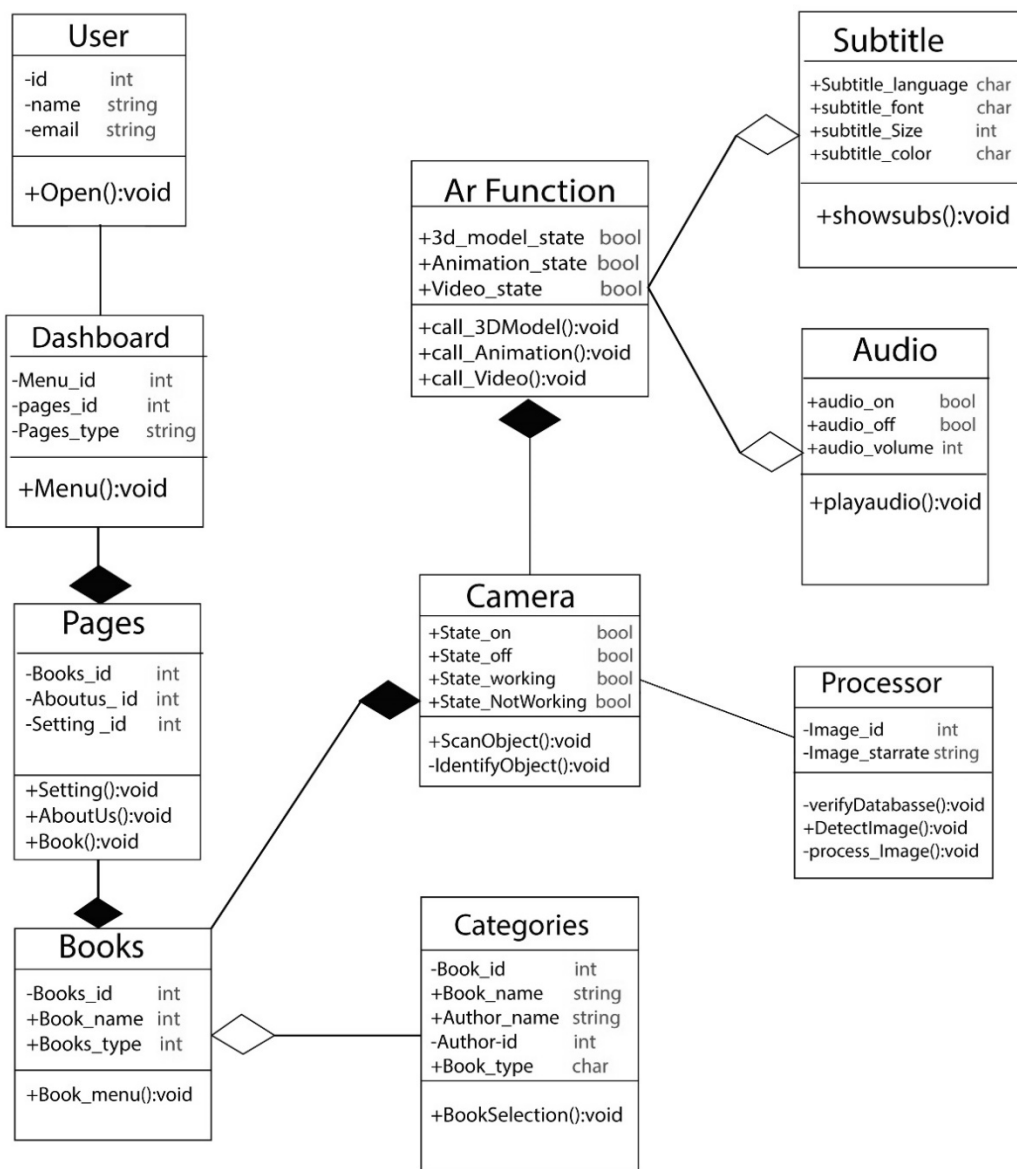 User
-id int
-name string
-email string
+Open():void
Dashboard
-Menu_id int
-pages_id int
-Pages_type string
+Menu():void
Pages
-Books_id int
-Aboutus_ id int
-Setting _id int
+Setting():void
+AboutUs():void
+Book():void
Books
-Books_id int
+Book_name int
+Books_type int
+Book_menu():void
Ar Function
+3d_model_state bool
+Animation_state bool
+Video_state bool
+call_3DModel():void
+call_Animation():void
+call_Video():void
Camera
+State_on bool
+State_off bool
+State_working bool
+State_NotWorking bool
+ScanObject():void
-IdentifyObject():void
Categories
-Book_id int
+Book_name string
+Author_name string
-Author-id int
+Book_type char
+BookSelection():void
Subtitle
+Subtitle_language char
+subtitle_font char
+subtitle_Size int
+subtitle_color char
+showsubs():void
Audio
+audio_on bool
+audio_off bool
+audio_volume int
+playaudio():void
Processor
-Image_id int
-Image_starrate string
-verifyDatabasse():void
+DetectImage():void
-process_Image():void